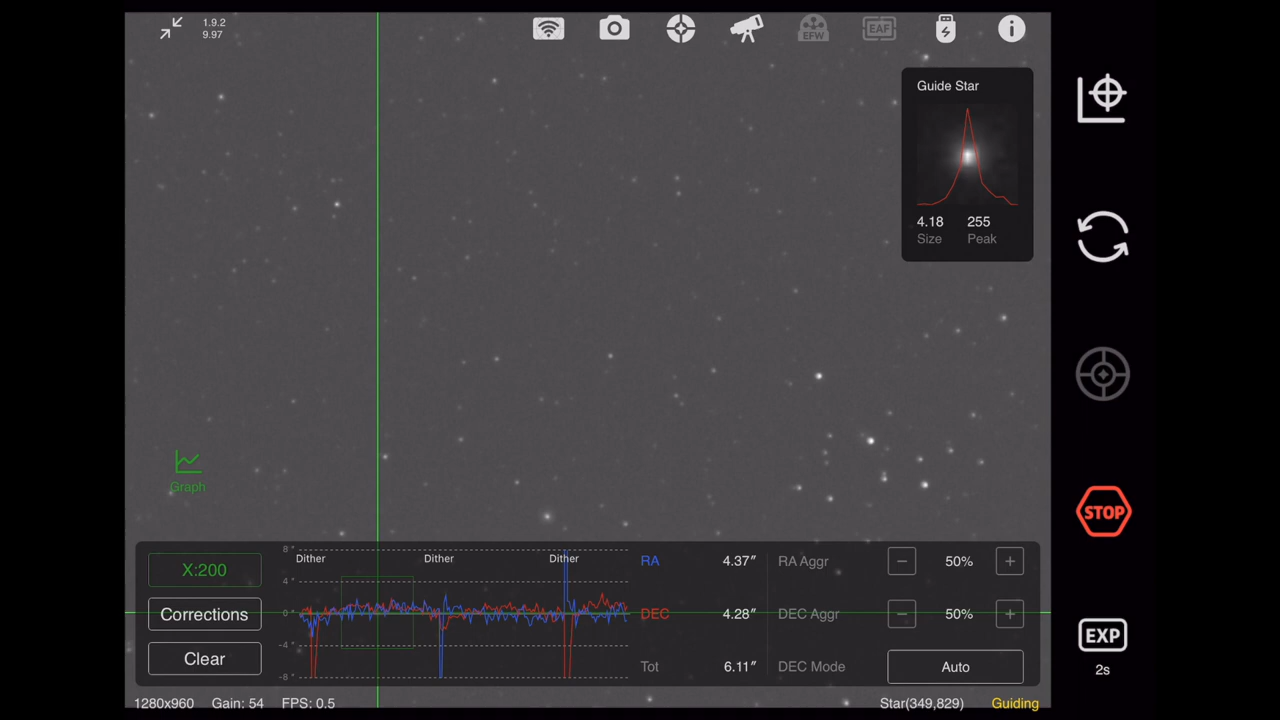 1.9.2
9.97
EFW
EAF
Guide Star
4.18 255
Size Peak
STOP
Graph
X:200
Corrections
Clear
8 "
4 "
0 "
-4 "
-8 "
Dither Dither Dither
RA 4.37″ RA Aggr − 50% +
DEC 4.28″ DEC Aggr − 50% +
Tot 6.11″ DEC Mode Auto
EXP
2s
1280x960 Gain: 54 FPS: 0.5 Star(349,829) Guiding